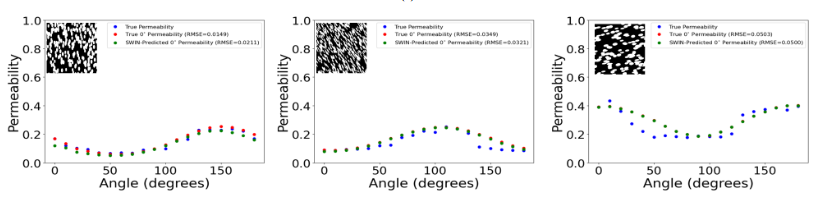 True Permeability
True 0° Permeability (RMSE=0.0149)
SWIN-Predicted 0° Permeability (RMSE=0.0211)
1.0
0.8
0.6
0.4
0.2
0.0
Permeability
0
50
100
150
Angle (degrees)
True Permeability
True 0° Permeability (RMSE=0.0349)
SWIN-Predicted 0° Permeability (RMSE=0.0321)
1.0
0.8
0.6
0.4
0.2
0.0
Permeability
0
50
100
150
Angle (degrees)
True Permeability
True 0° Permeability (RMSE=0.0503)
SWIN-Predicted 0° Permeability (RMSE=0.0500)
1.0
0.8
0.6
0.4
0.2
0.0
Permeability
0
50
100
150
Angle (degrees)